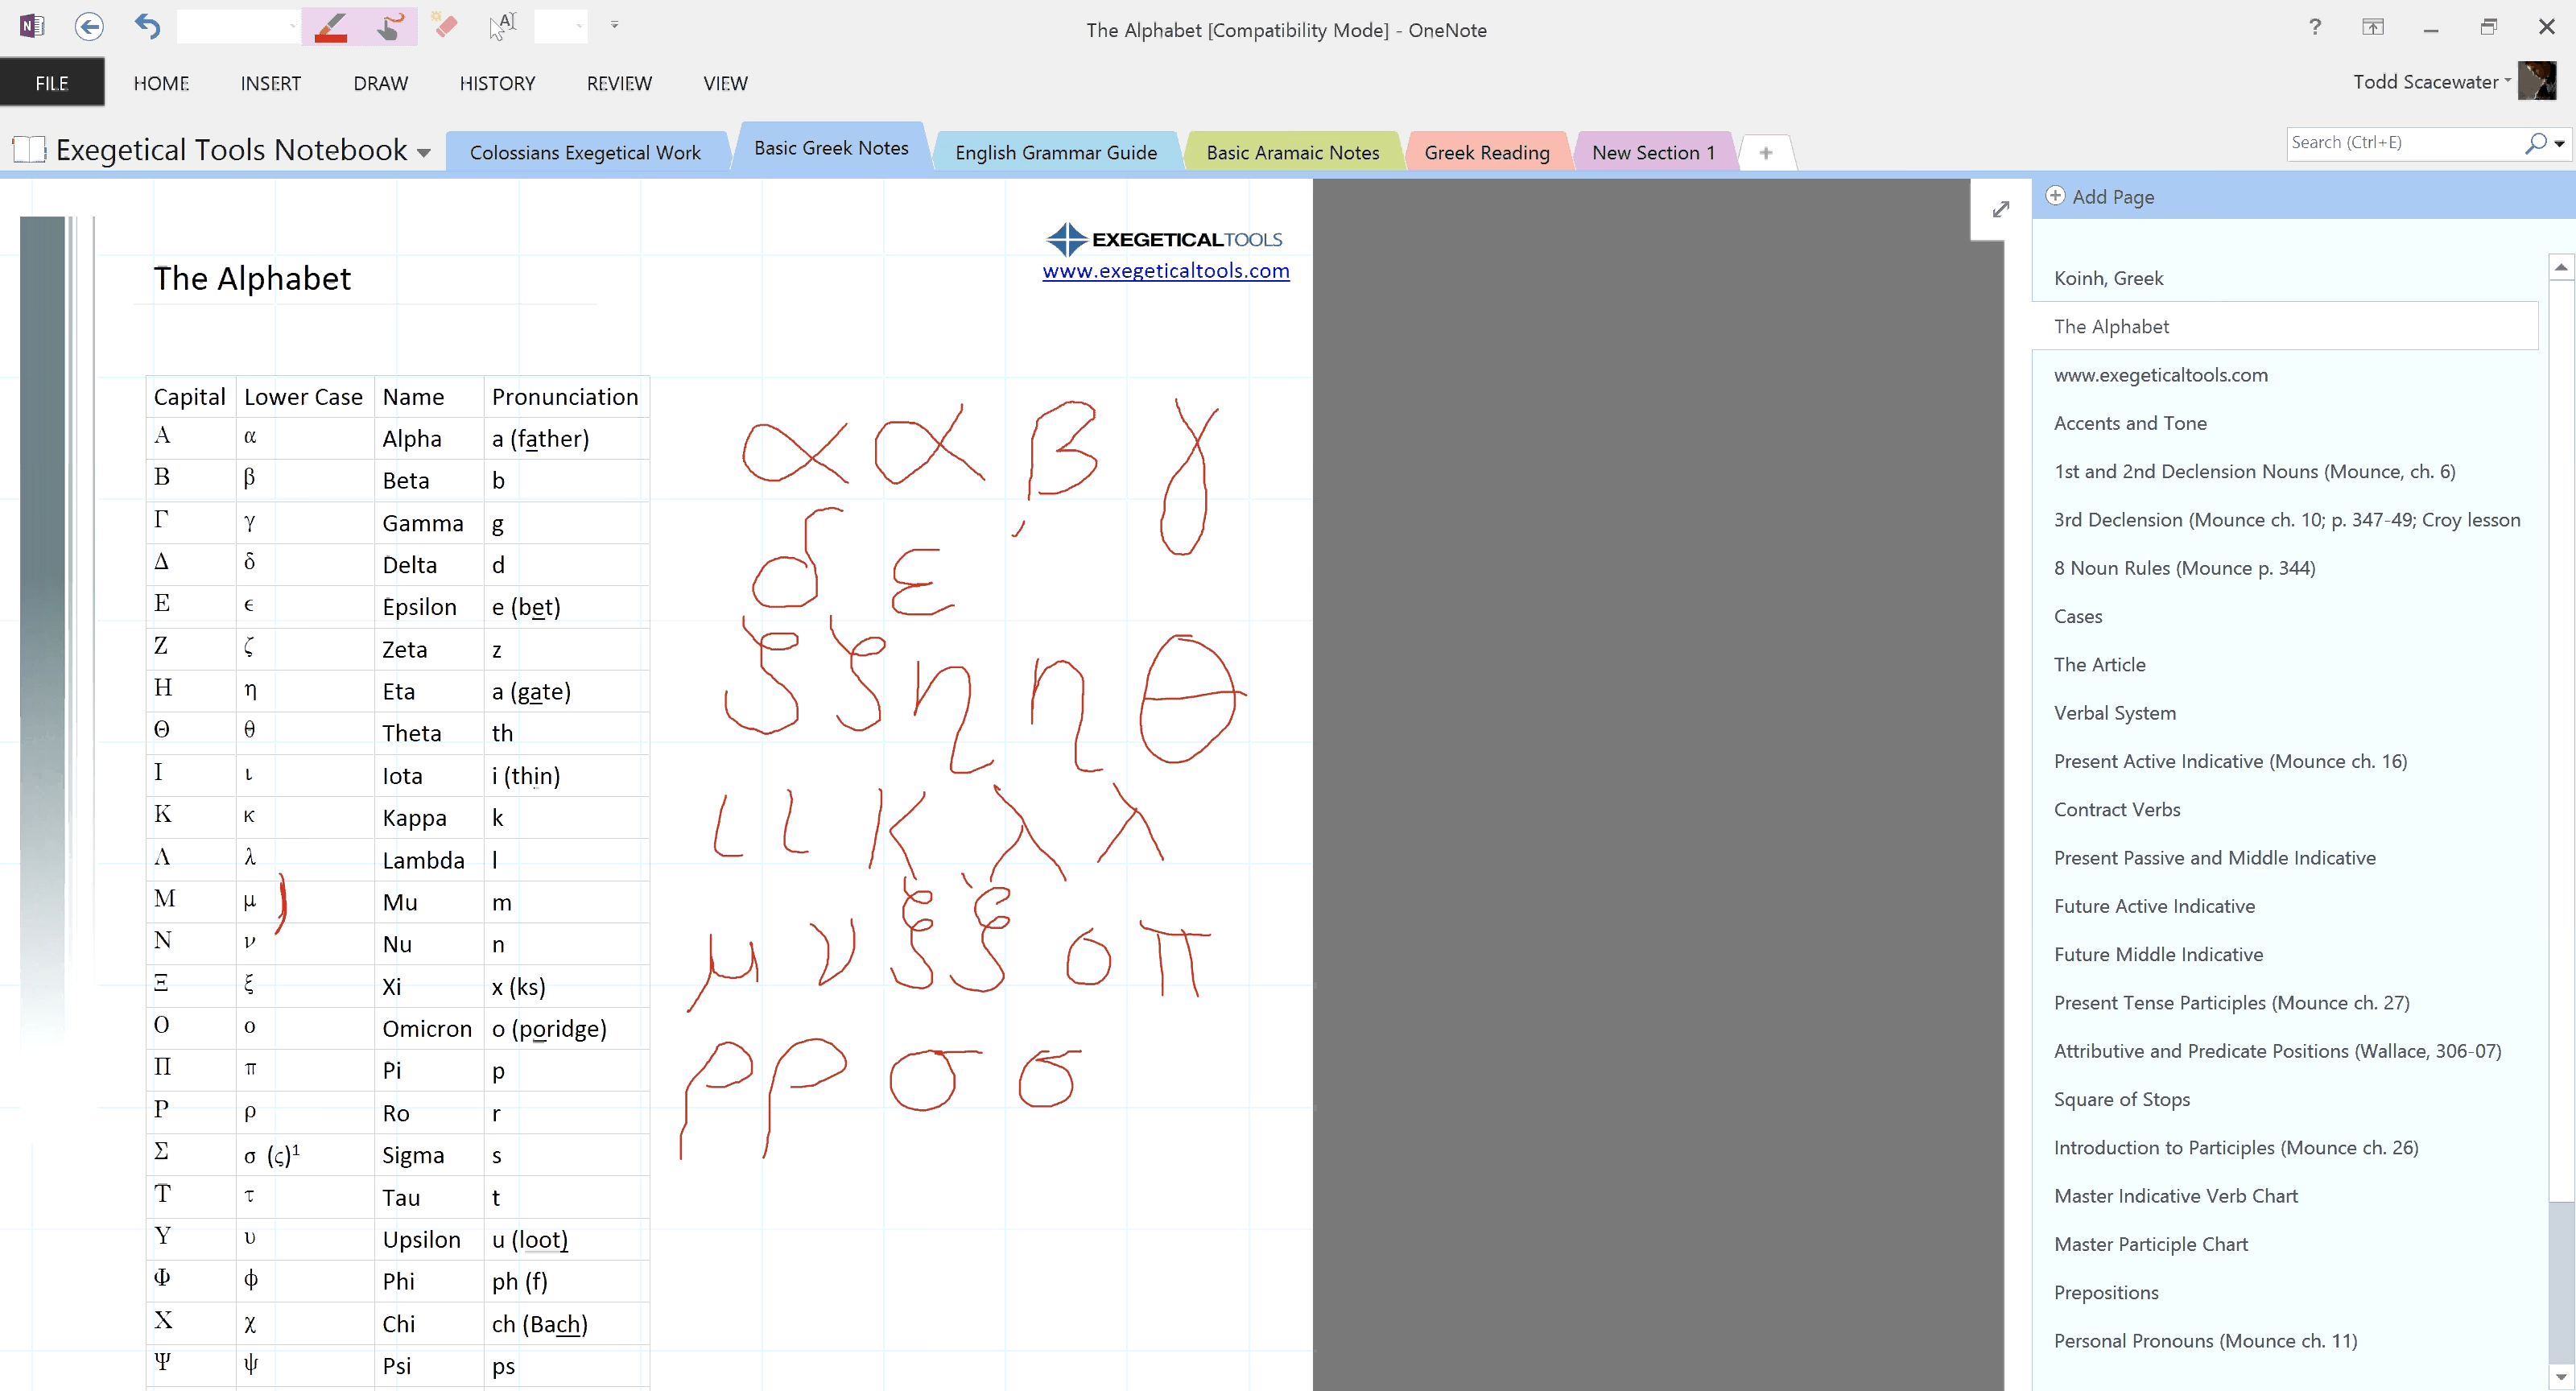 The Alphabet [Compatibility Mode] - OneNote
FILE HOME INSERT DRAW HISTORY REVIEW VIEW
Todd Scacewater
Exegetical Tools Notebook
Colossians Exegetical Work
Basic Greek Notes
English Grammar Guide
Basic Aramaic Notes
Greek Reading
New Section 1
Search (Ctrl+E)
EXEGETICALTOOLS
www.exegeticaltools.com
The Alphabet
Capital Lower Case Name Pronunciation
Α α Alpha a (father)
Β β Beta b
Γ γ Gamma g
Δ δ Delta d
Ε ϵ Epsilon e (bet)
Ζ ζ Zeta z
Η η Eta a (gate)
Θ θ Theta th
Ι ι Iota i (thin)
Κ κ Kappa k
Λ λ Lambda l
Μ μ Mu m
Ν ν Nu n
Ξ ξ Xi x (ks)
Ο ο Omicron o (poridge)
Π π Pi p
Ρ ρ Ro r
Σ σ (ς)¹ Sigma s
Τ τ Tau t
Υ υ Upsilon u (loot)
Φ ϕ Phi ph (f)
Χ χ Chi ch (Bach)
Ψ ψ Psi ps
α α β γ
δ ε
ζ ζ η η θ
ι ι κ λ λ
μ ν ξ ξ ο π
ρ ρ σ σ
Add Page
Koinh, Greek
The Alphabet
www.exegeticaltools.com
Accents and Tone
1st and 2nd Declension Nouns (Mounce, ch. 6)
3rd Declension (Mounce ch. 10; p. 347-49; Croy lesson
8 Noun Rules (Mounce p. 344)
Cases
The Article
Verbal System
Present Active Indicative (Mounce ch. 16)
Contract Verbs
Present Passive and Middle Indicative
Future Active Indicative
Future Middle Indicative
Present Tense Participles (Mounce ch. 27)
Attributive and Predicate Positions (Wallace, 306-07)
Square of Stops
Introduction to Participles (Mounce ch. 26)
Master Indicative Verb Chart
Master Participle Chart
Prepositions
Personal Pronouns (Mounce ch. 11)